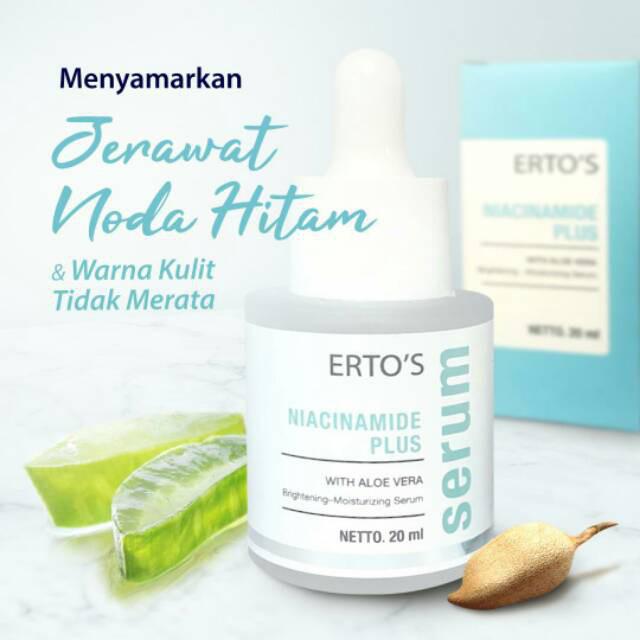 Menyamarkan
Jerawat
Noda Hitam
& Warna Kulit
Tidak Merata
ERTO'S
NIACINAMIDE
PLUS
WITH ALOE VERA
Brightening-Moisturizing Serum
NETTO. 20 ml
serum
ERTO'S
NIACINAMIDE
PLUS
WITH ALOE VERA
Brightening-Moisturizing Serum
NETTO. 20 ml